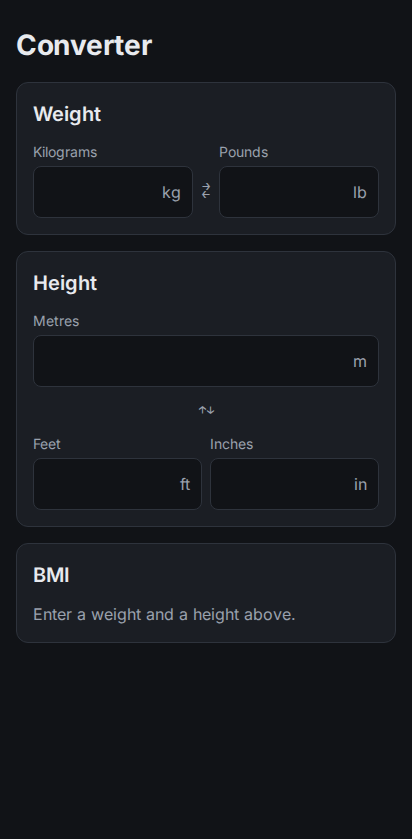 Converter
Weight
Kilograms Pounds
kg ⇄ lb
Height
Metres
m
↑↓
Feet Inches
ft in
BMI
Enter a weight and a height above.